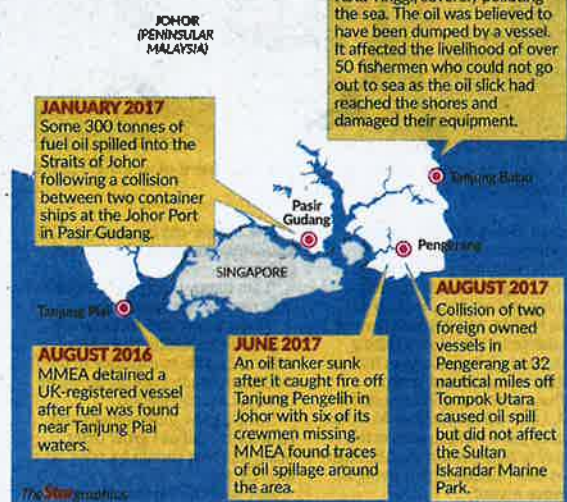 the sea. The oil was believed to
have been dumped by a vessel.
It affected the livelihood of over
50 fishermen who could not go
out to sea as the oil slick had
reached the shores and
damaged their equipment.
JOHOR
(PENINSULAR
MALAYSIA)
JANUARY 2017
Some 300 tonnes of
fuel oil spilled into the
Straits of Johor
following a collision
between two container
ships at the Johor Port
in Pasir Gudang.
Pasir
Gudang
Pengerang
SINGAPORE
Tanjung Piai
AUGUST 2016
MMEA detained a
UK-registered vessel
after fuel was found
near Tanjung Piai
waters.
JUNE 2017
An oil tanker sunk
after it caught fire off
Tanjung Pengelih in
Johor with six of its
crewmen missing.
MMEA found traces
of oil spillage around
the area.
AUGUST 2017
Collision of two
foreign owned
vessels in
Pengerang at 32
nautical miles off
Tompok Utara
caused oil spill
but did not affect
the Sultan
Iskandar Marine
Park.
The Star graphics